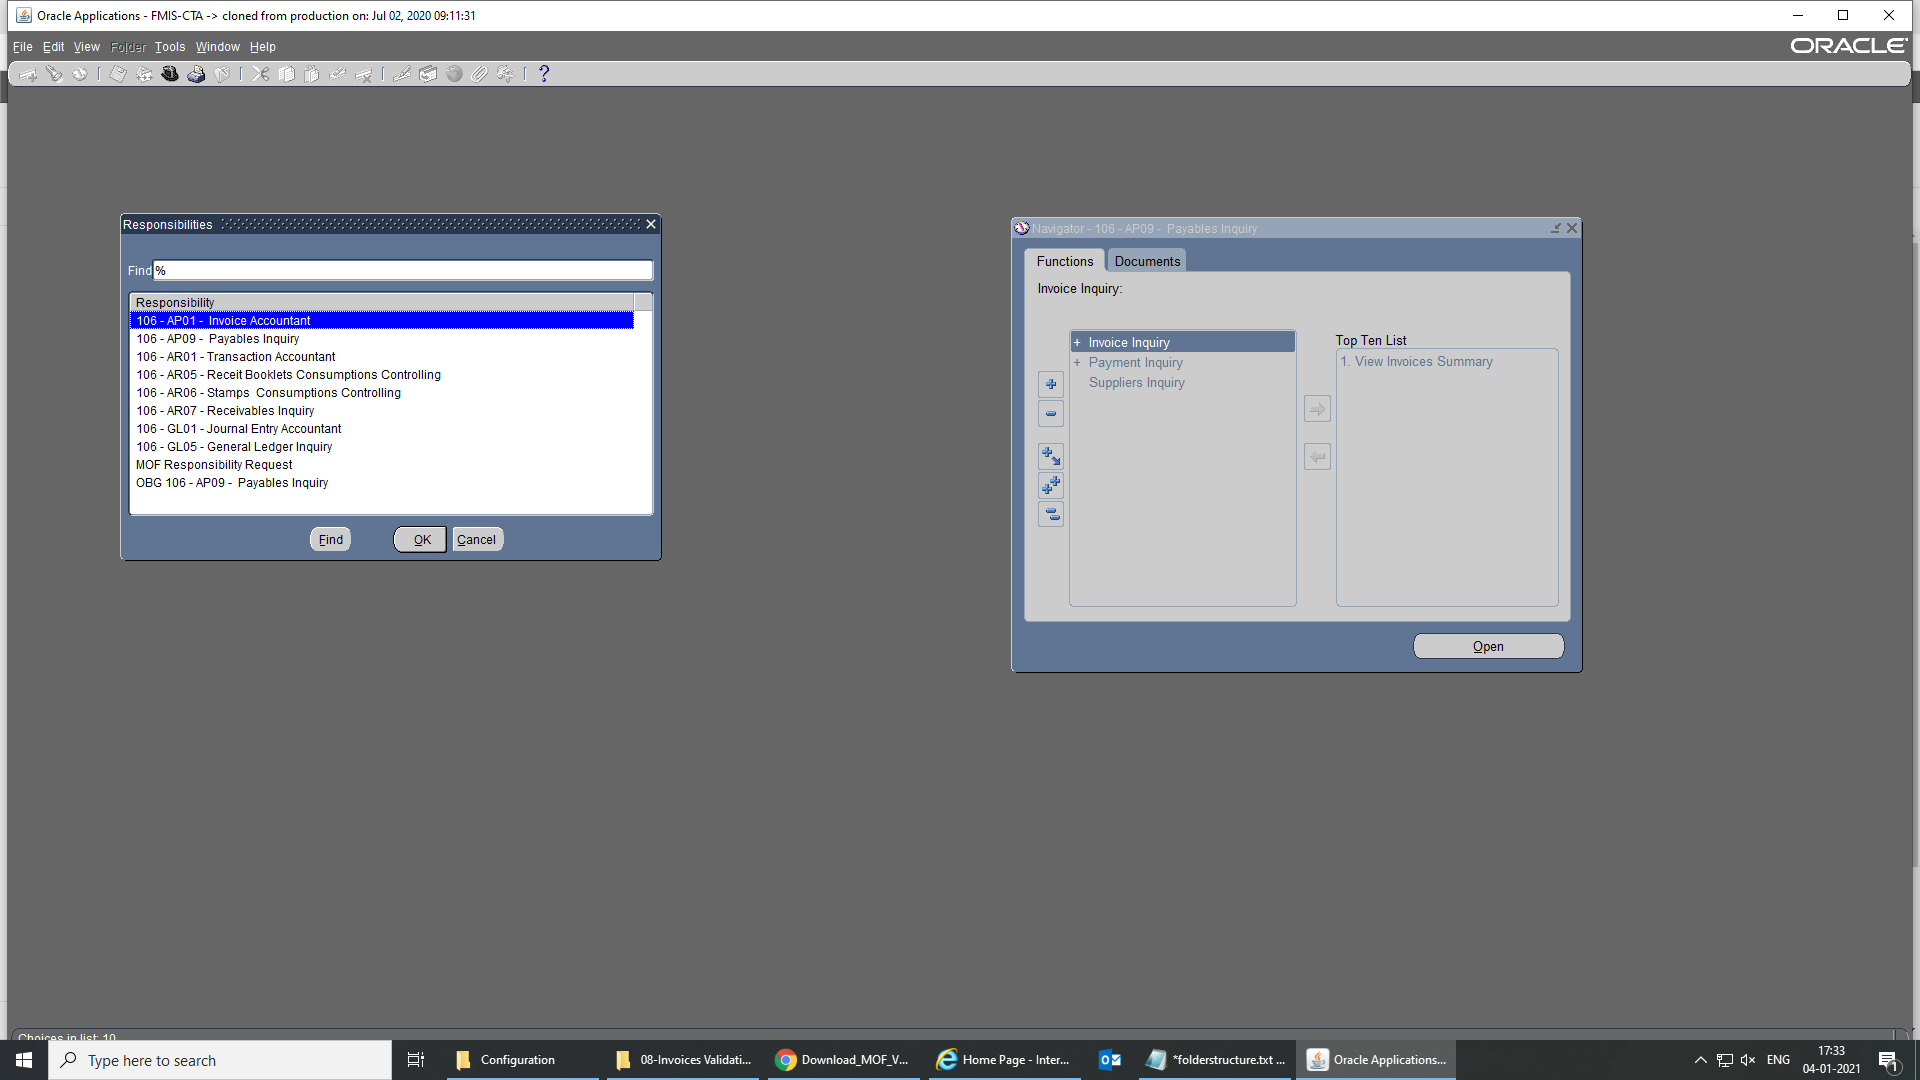 Oracle Applications - FMIS-CTA -> cloned from production on: Jul 02, 2020 09:11:31
File Edit View Folder Tools Window Help
ORACLE
Responsibilities
Find %
Responsibility
106 - AP01 - Invoice Accountant
106 - AP09 - Payables Inquiry
106 - AR01 - Transaction Accountant
106 - AR05 - Receit Booklets Consumptions Controlling
106 - AR06 - Stamps Consumptions Controlling
106 - AR07 - Receivables Inquiry
106 - GL01 - Journal Entry Accountant
106 - GL05 - General Ledger Inquiry
MOF Responsibility Request
OBG 106 - AP09 - Payables Inquiry
Find OK Cancel
Navigator - 106 - AP09 - Payables Inquiry
Functions Documents
Invoice Inquiry:
+ Invoice Inquiry
+ Payment Inquiry
Suppliers Inquiry
Top Ten List
1. View Invoices Summary
Open
Choices in list: 10
Type here to search
Configuration
08-Invoices Validati...
Download_MOF_V...
Home Page - Inter...
*folderstructure.txt ...
Oracle Applications...
ENG
17:33
04-01-2021
1